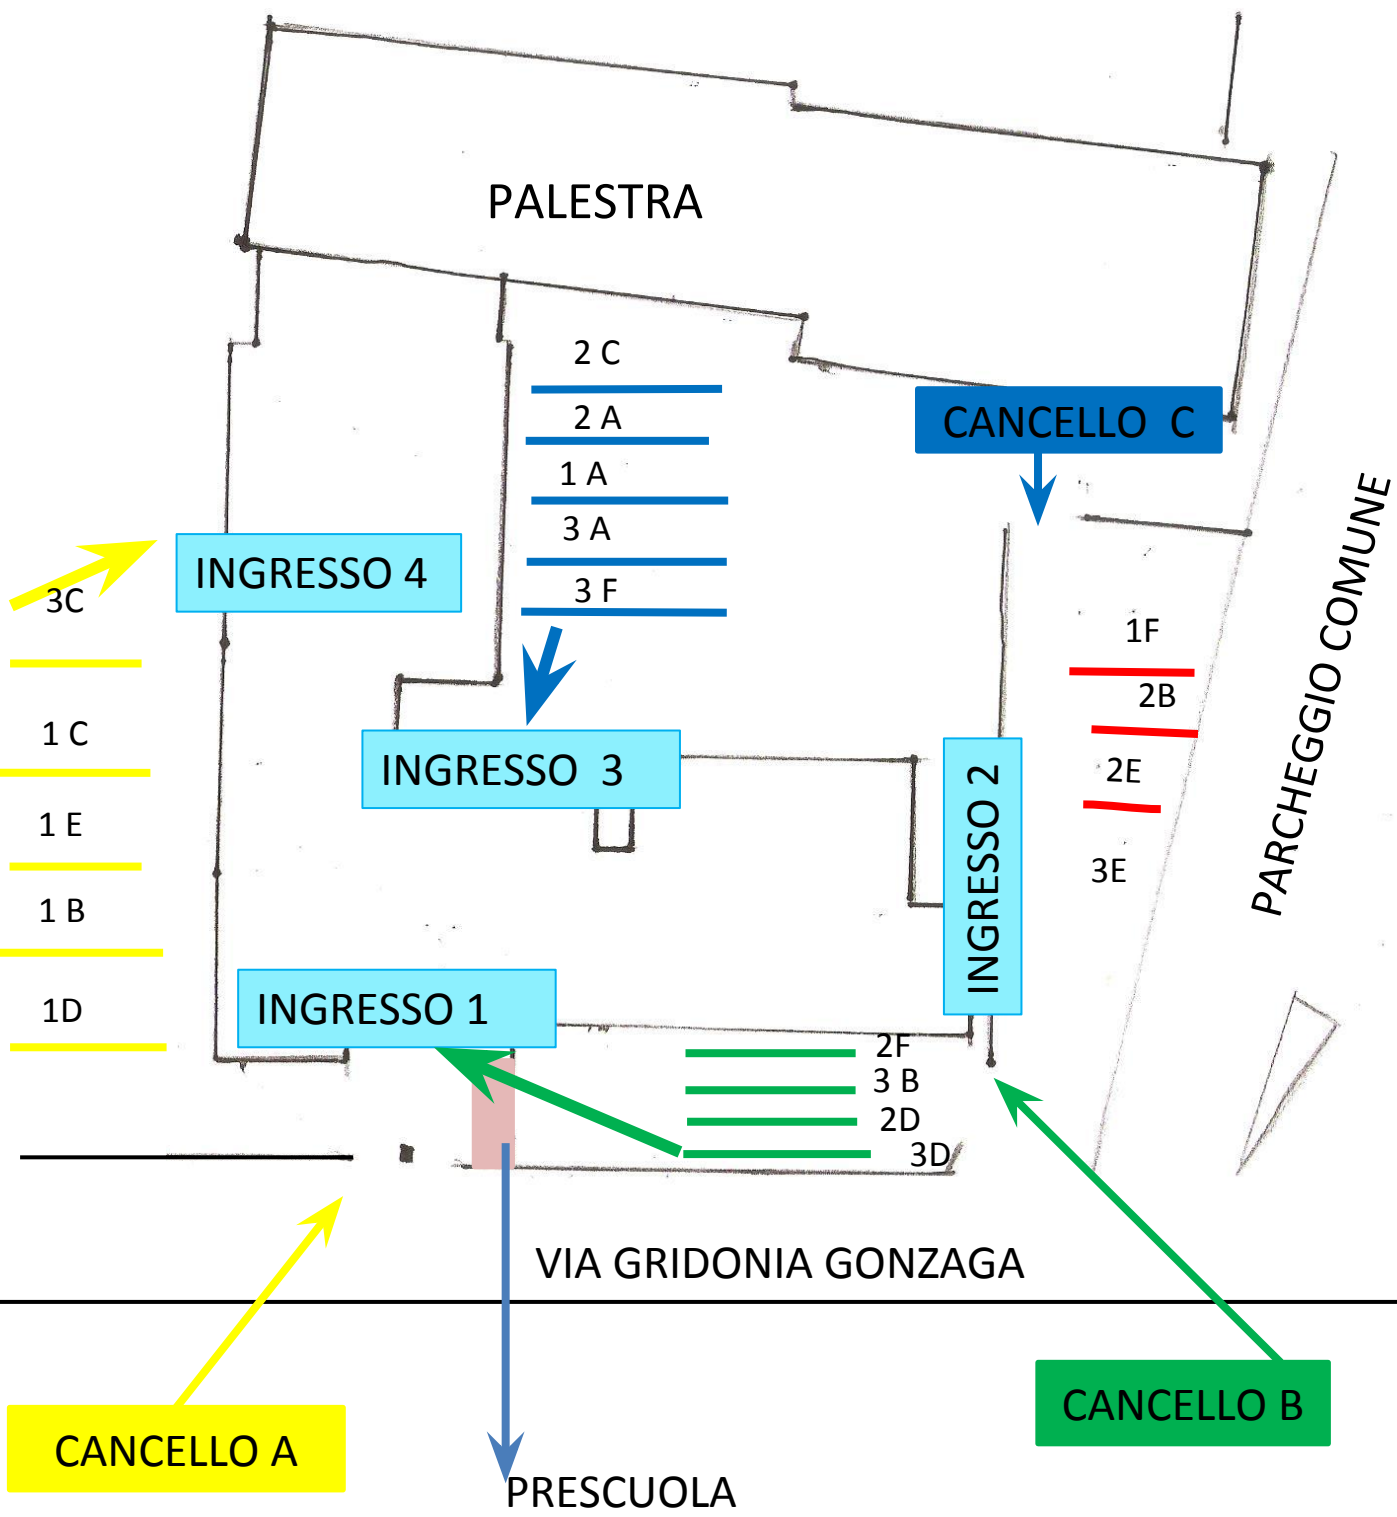 PALESTRA
2 C
2 A
1 A
3 A
3 F
CANCELLO C
INGRESSO 4
3C
1 C
1 E
1 B
1D
INGRESSO 3
INGRESSO 2
1F
2B
2E
3E
PARCHEGGIO COMUNE
INGRESSO 1
2F
3 B
2D
3D
VIA GRIDONIA GONZAGA
CANCELLO A
CANCELLO B
PRESCUOLA